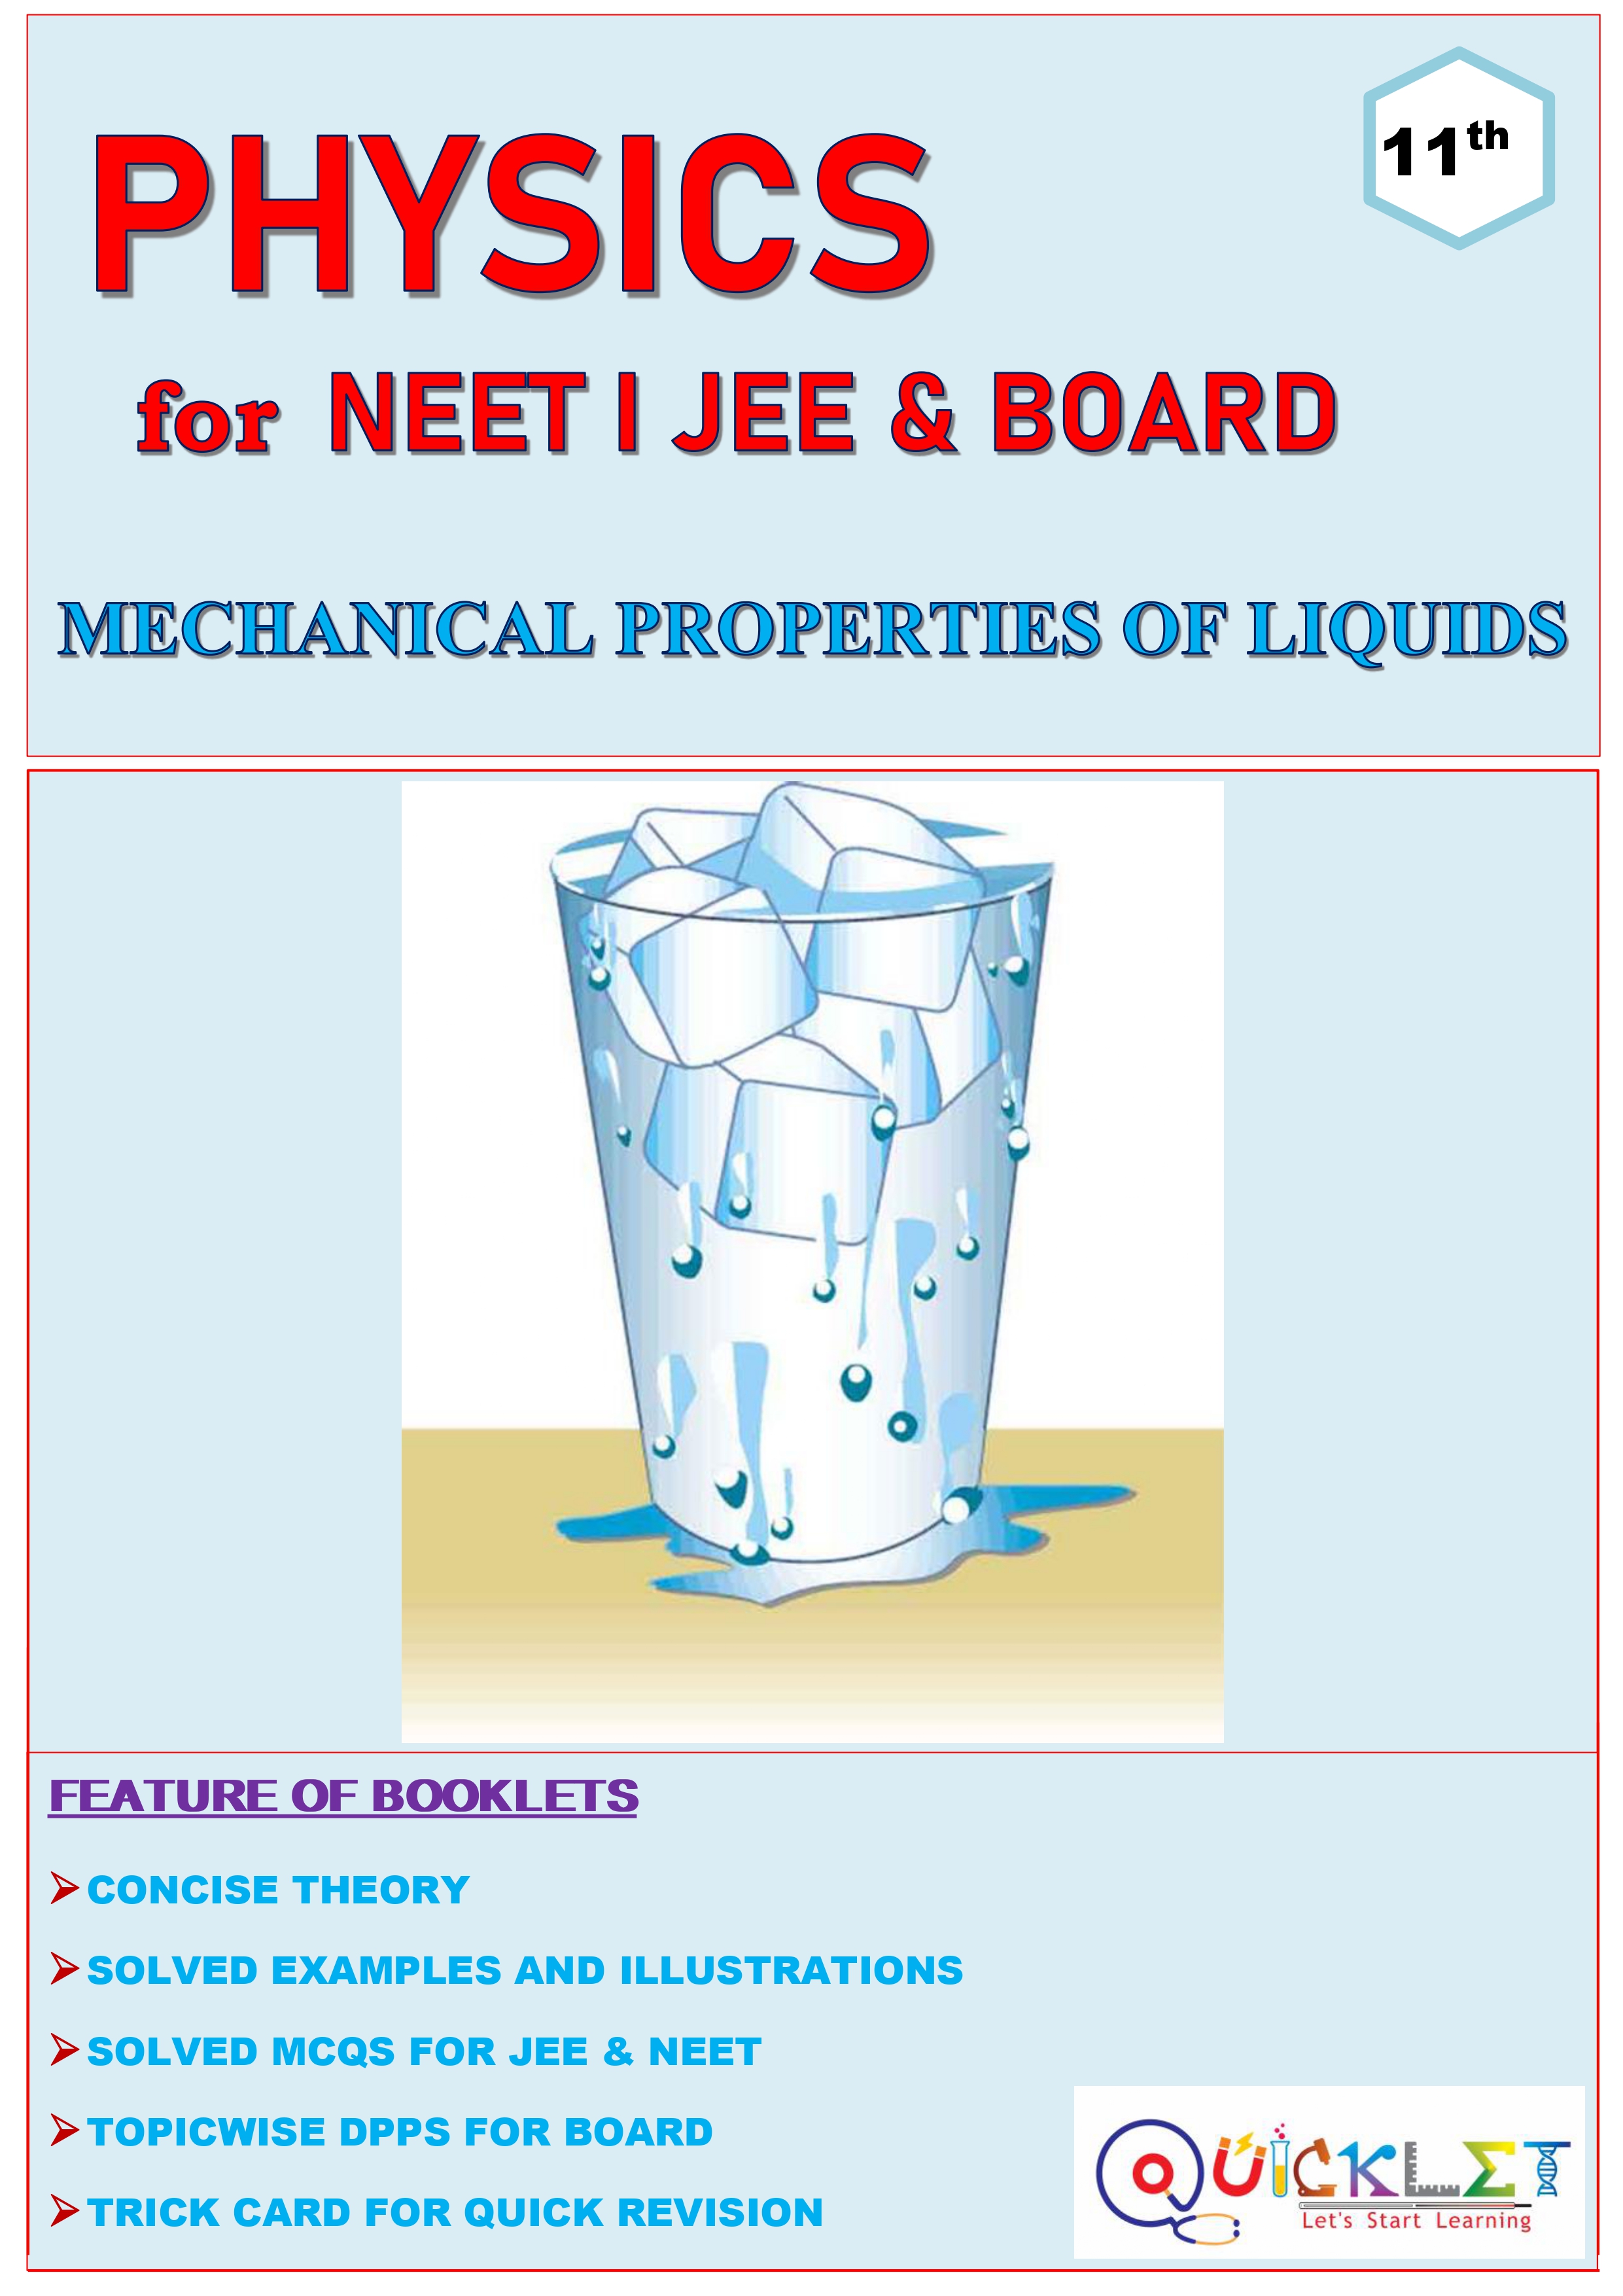 11th
PHYSICS
for NEET I JEE & BOARD
MECHANICAL PROPERTIES OF LIQUIDS
FEATURE OF BOOKLETS
CONCISE THEORY
SOLVED EXAMPLES AND ILLUSTRATIONS
SOLVED MCQS FOR JEE & NEET
TOPICWISE DPPS FOR BOARD
TRICK CARD FOR QUICK REVISION
QUICKLΣT
Let's Start Learning